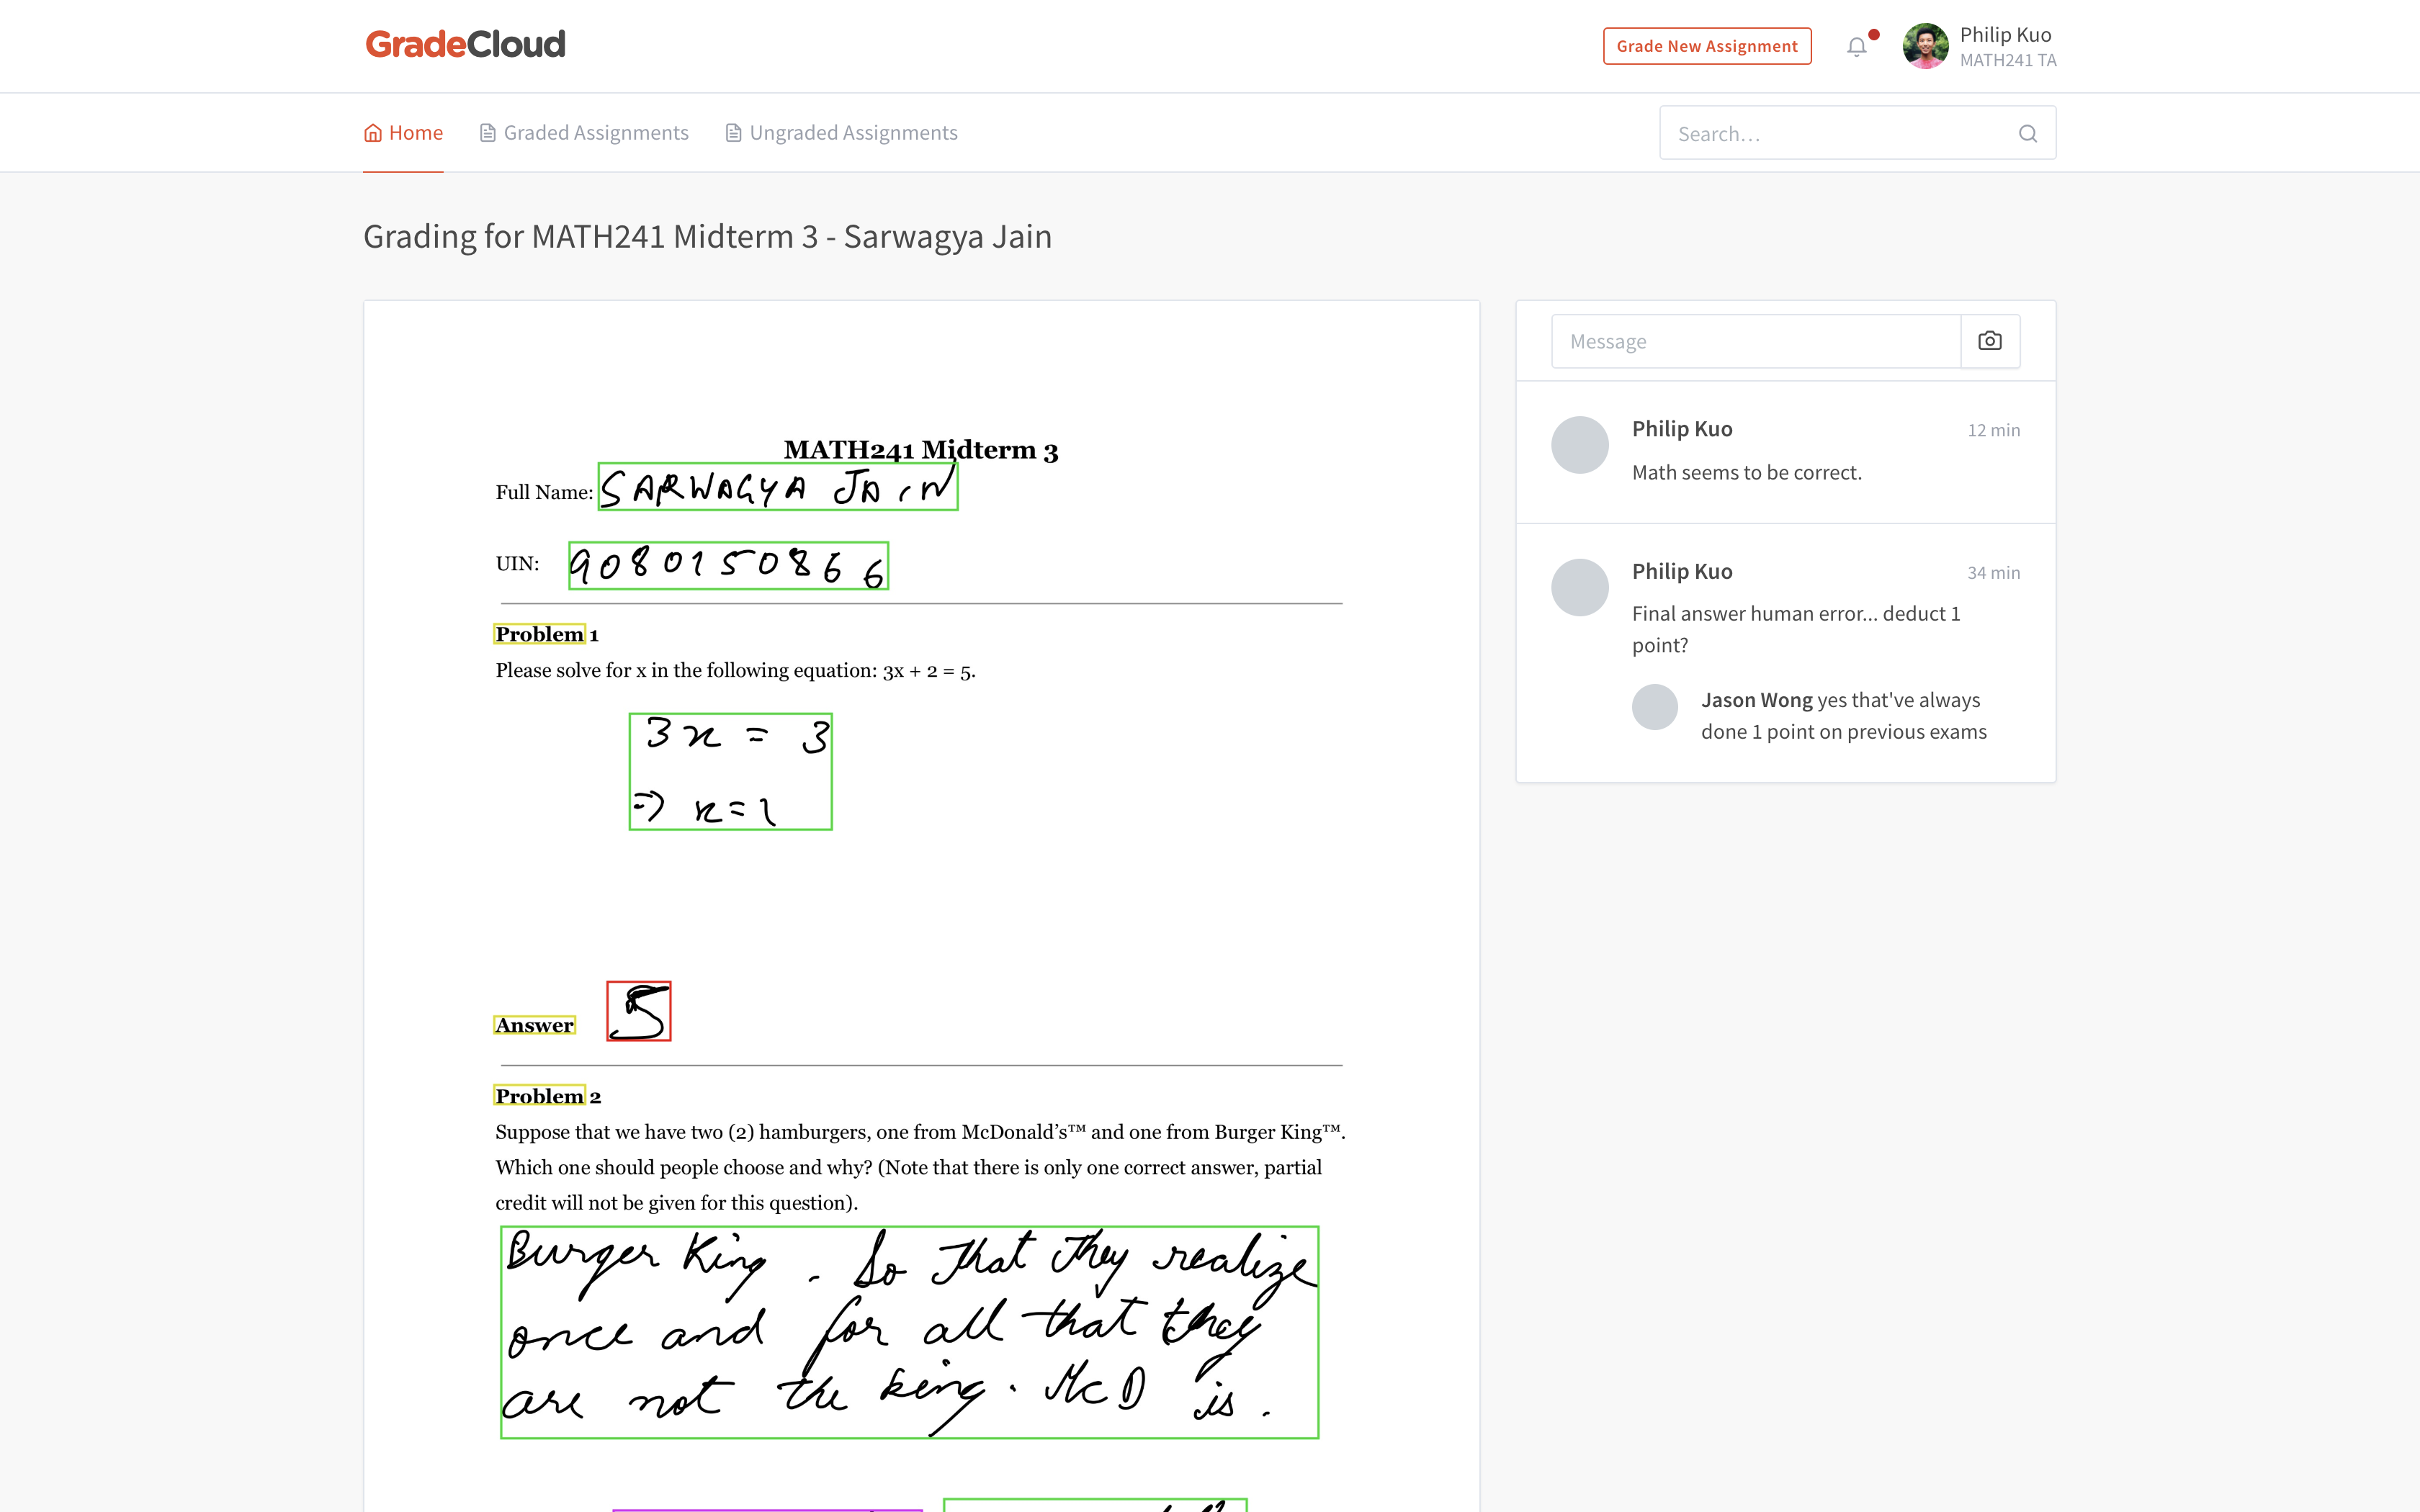 GradeCloud
Grade New Assignment
Philip Kuo
MATH241 TA
Home
Graded Assignments
Ungraded Assignments
Search...
Grading for MATH241 Midterm 3 - Sarwagya Jain
MATH241 Midterm 3
Full Name: SARWAGYA JAIN
UIN: 9080150866
Problem 1
Please solve for x in the following equation: 3x + 2 = 5.
3x = 3
=> x = 1
Answer 5
Problem 2
Suppose that we have two (2) hamburgers, one from McDonald's™ and one from Burger King™.
Which one should people choose and why? (Note that there is only one correct answer, partial
credit will not be given for this question).
Burger King. So that they realize
once and for all that they
are not the king. McD is.
Message
Philip Kuo
12 min
Math seems to be correct.
Philip Kuo
34 min
Final answer human error... deduct 1
point?
Jason Wong yes that've always
done 1 point on previous exams